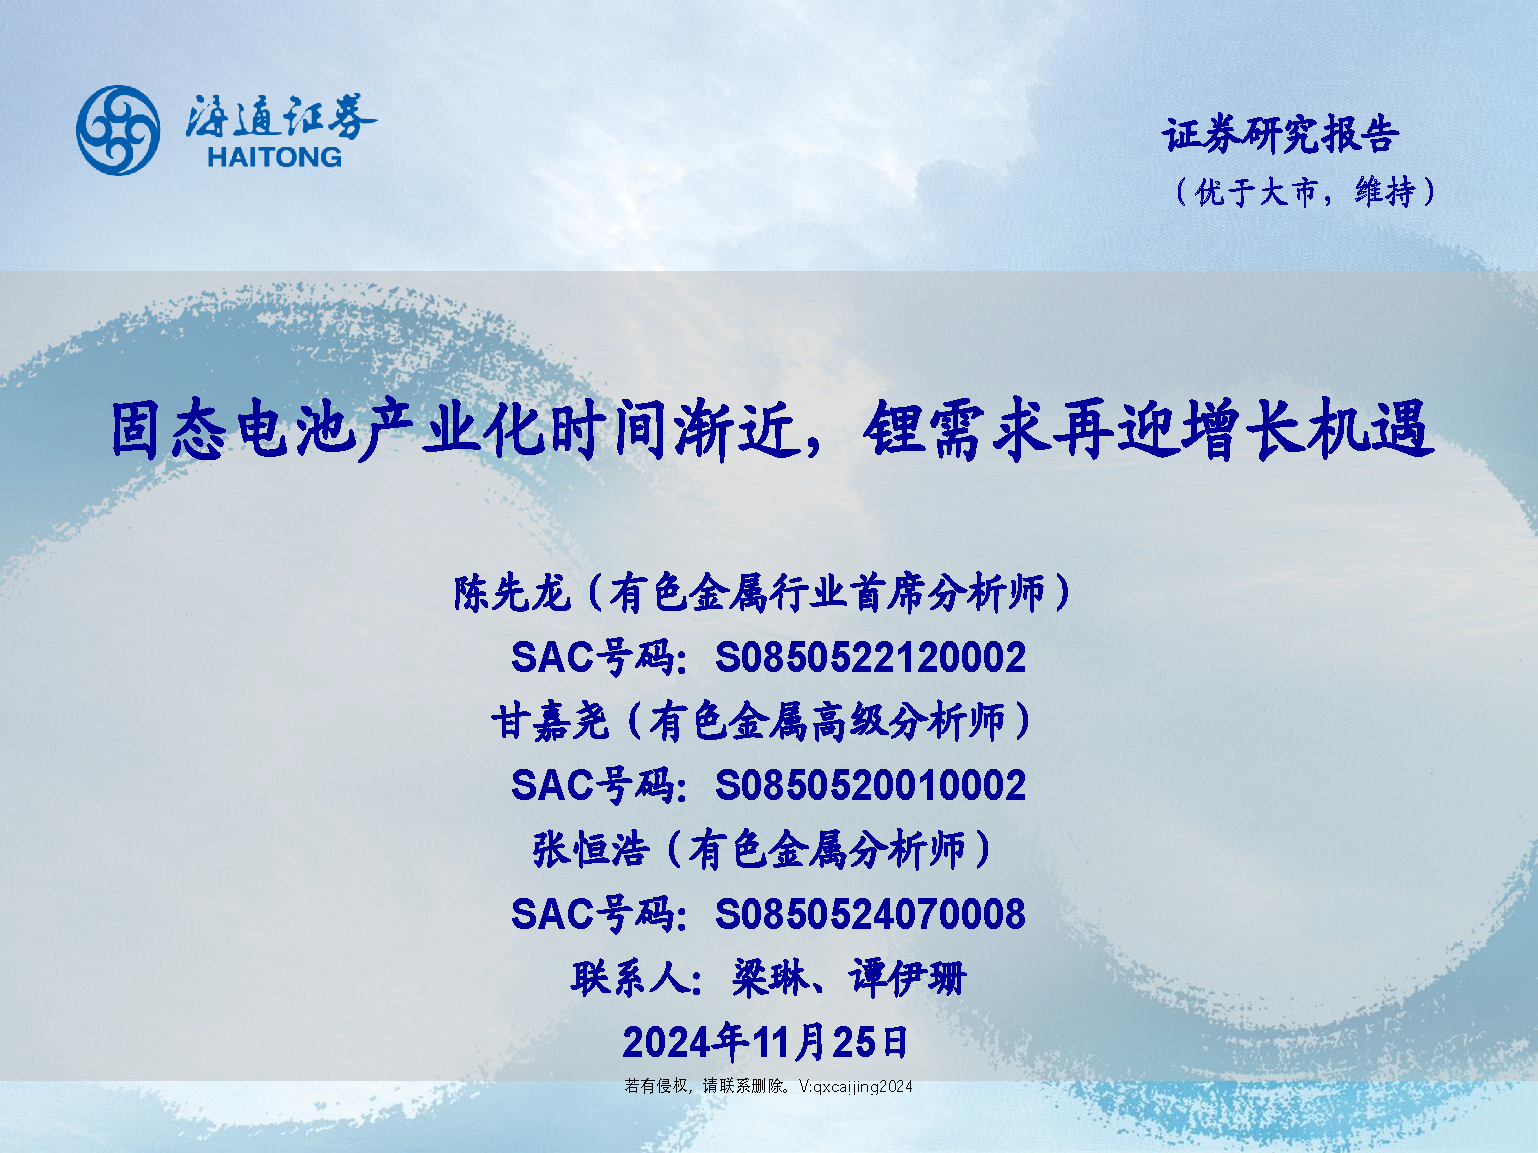 海通证券
HAITONG
证券研究报告
（优于大市，维持）
固态电池产业化时间渐近，锂需求再迎增长机遇
陈先龙（有色金属行业首席分析师）
SAC号码：S0850522120002
甘嘉尧（有色金属高级分析师）
SAC号码：S0850520010002
张恒浩（有色金属分析师）
SAC号码：S0850524070008
联系人：梁琳、谭伊珊
2024年11月25日
若有侵权，请联系删除。V:qxcaijing2024